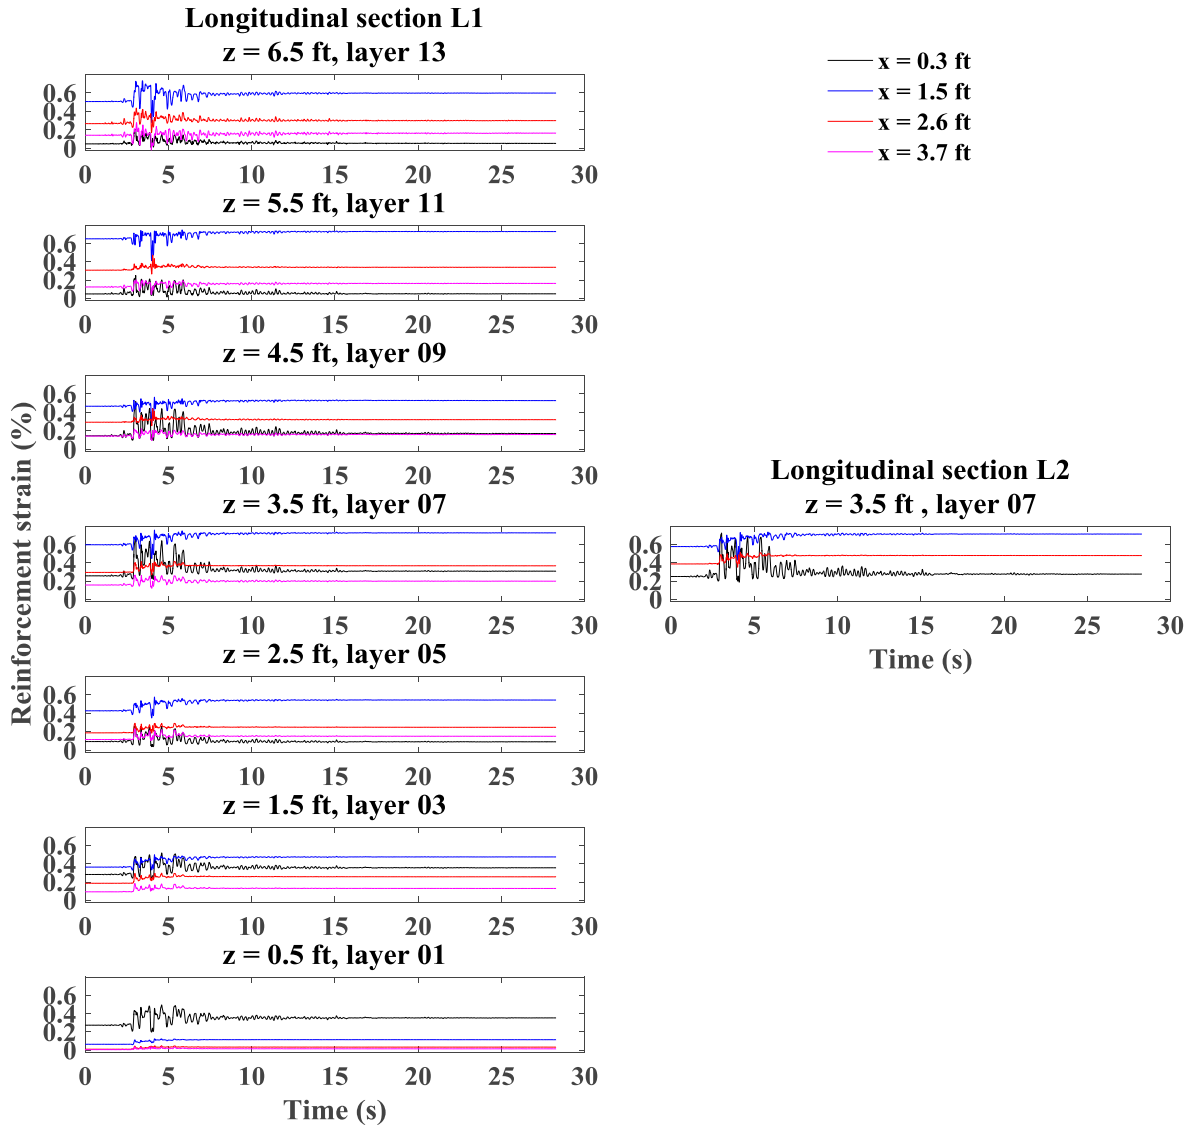 Longitudinal section L1
z = 6.5 ft, layer 13
0.6
0.4
0.2
0
0 5 10 15 20 25 30
z = 5.5 ft, layer 11
0.6
0.4
0.2
0
0 5 10 15 20 25 30
z = 4.5 ft, layer 09
0.6
0.4
0.2
0
0 5 10 15 20 25 30
z = 3.5 ft, layer 07
0.6
0.4
0.2
0
0 5 10 15 20 25 30
z = 2.5 ft, layer 05
0.6
0.4
0.2
0
0 5 10 15 20 25 30
z = 1.5 ft, layer 03
0.6
0.4
0.2
0
0 5 10 15 20 25 30
z = 0.5 ft, layer 01
0.6
0.4
0.2
0
0 5 10 15 20 25 30
Time (s)
Reinforcement strain (%)
x = 0.3 ft
x = 1.5 ft
x = 2.6 ft
x = 3.7 ft
Longitudinal section L2
z = 3.5 ft , layer 07
0.6
0.4
0.2
0
0 5 10 15 20 25 30
Time (s)